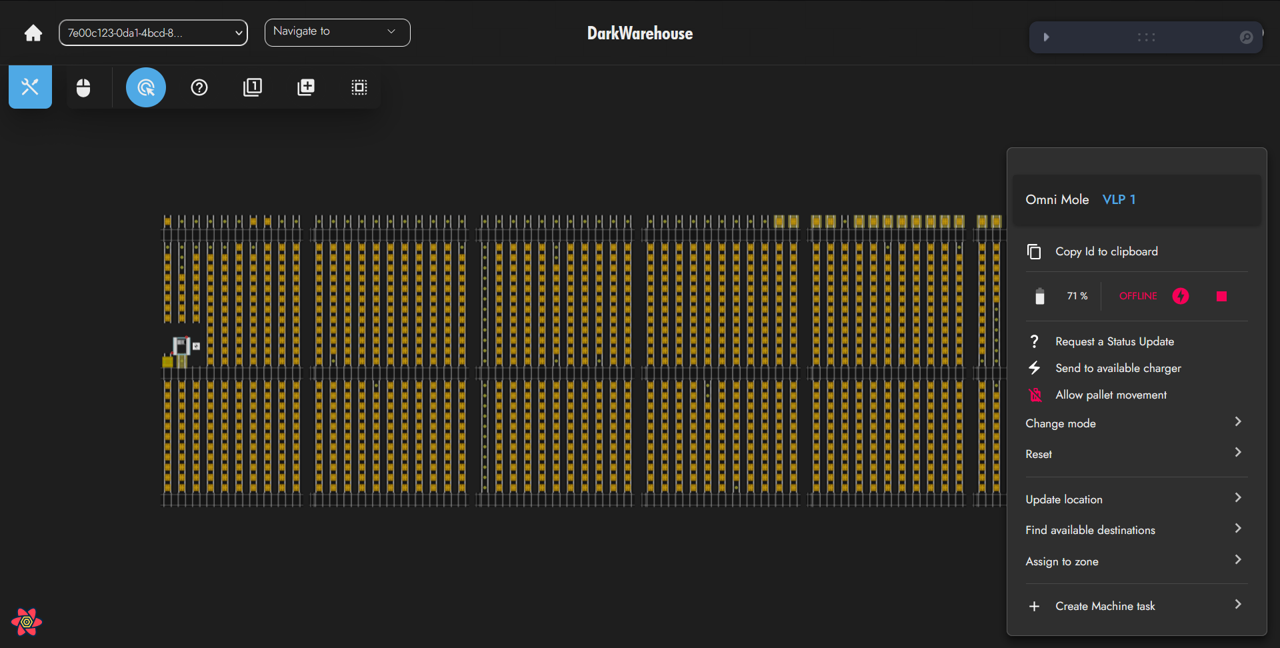 7e00c123-0da1-4bcd-8...
Navigate to
DarkWarehouse
1
Omni Mole VLP 1
Copy Id to clipboard
71 % OFFLINE
Request a Status Update
Send to available charger
Allow pallet movement
Change mode
Reset
Update location
Find available destinations
Assign to zone
Create Machine task